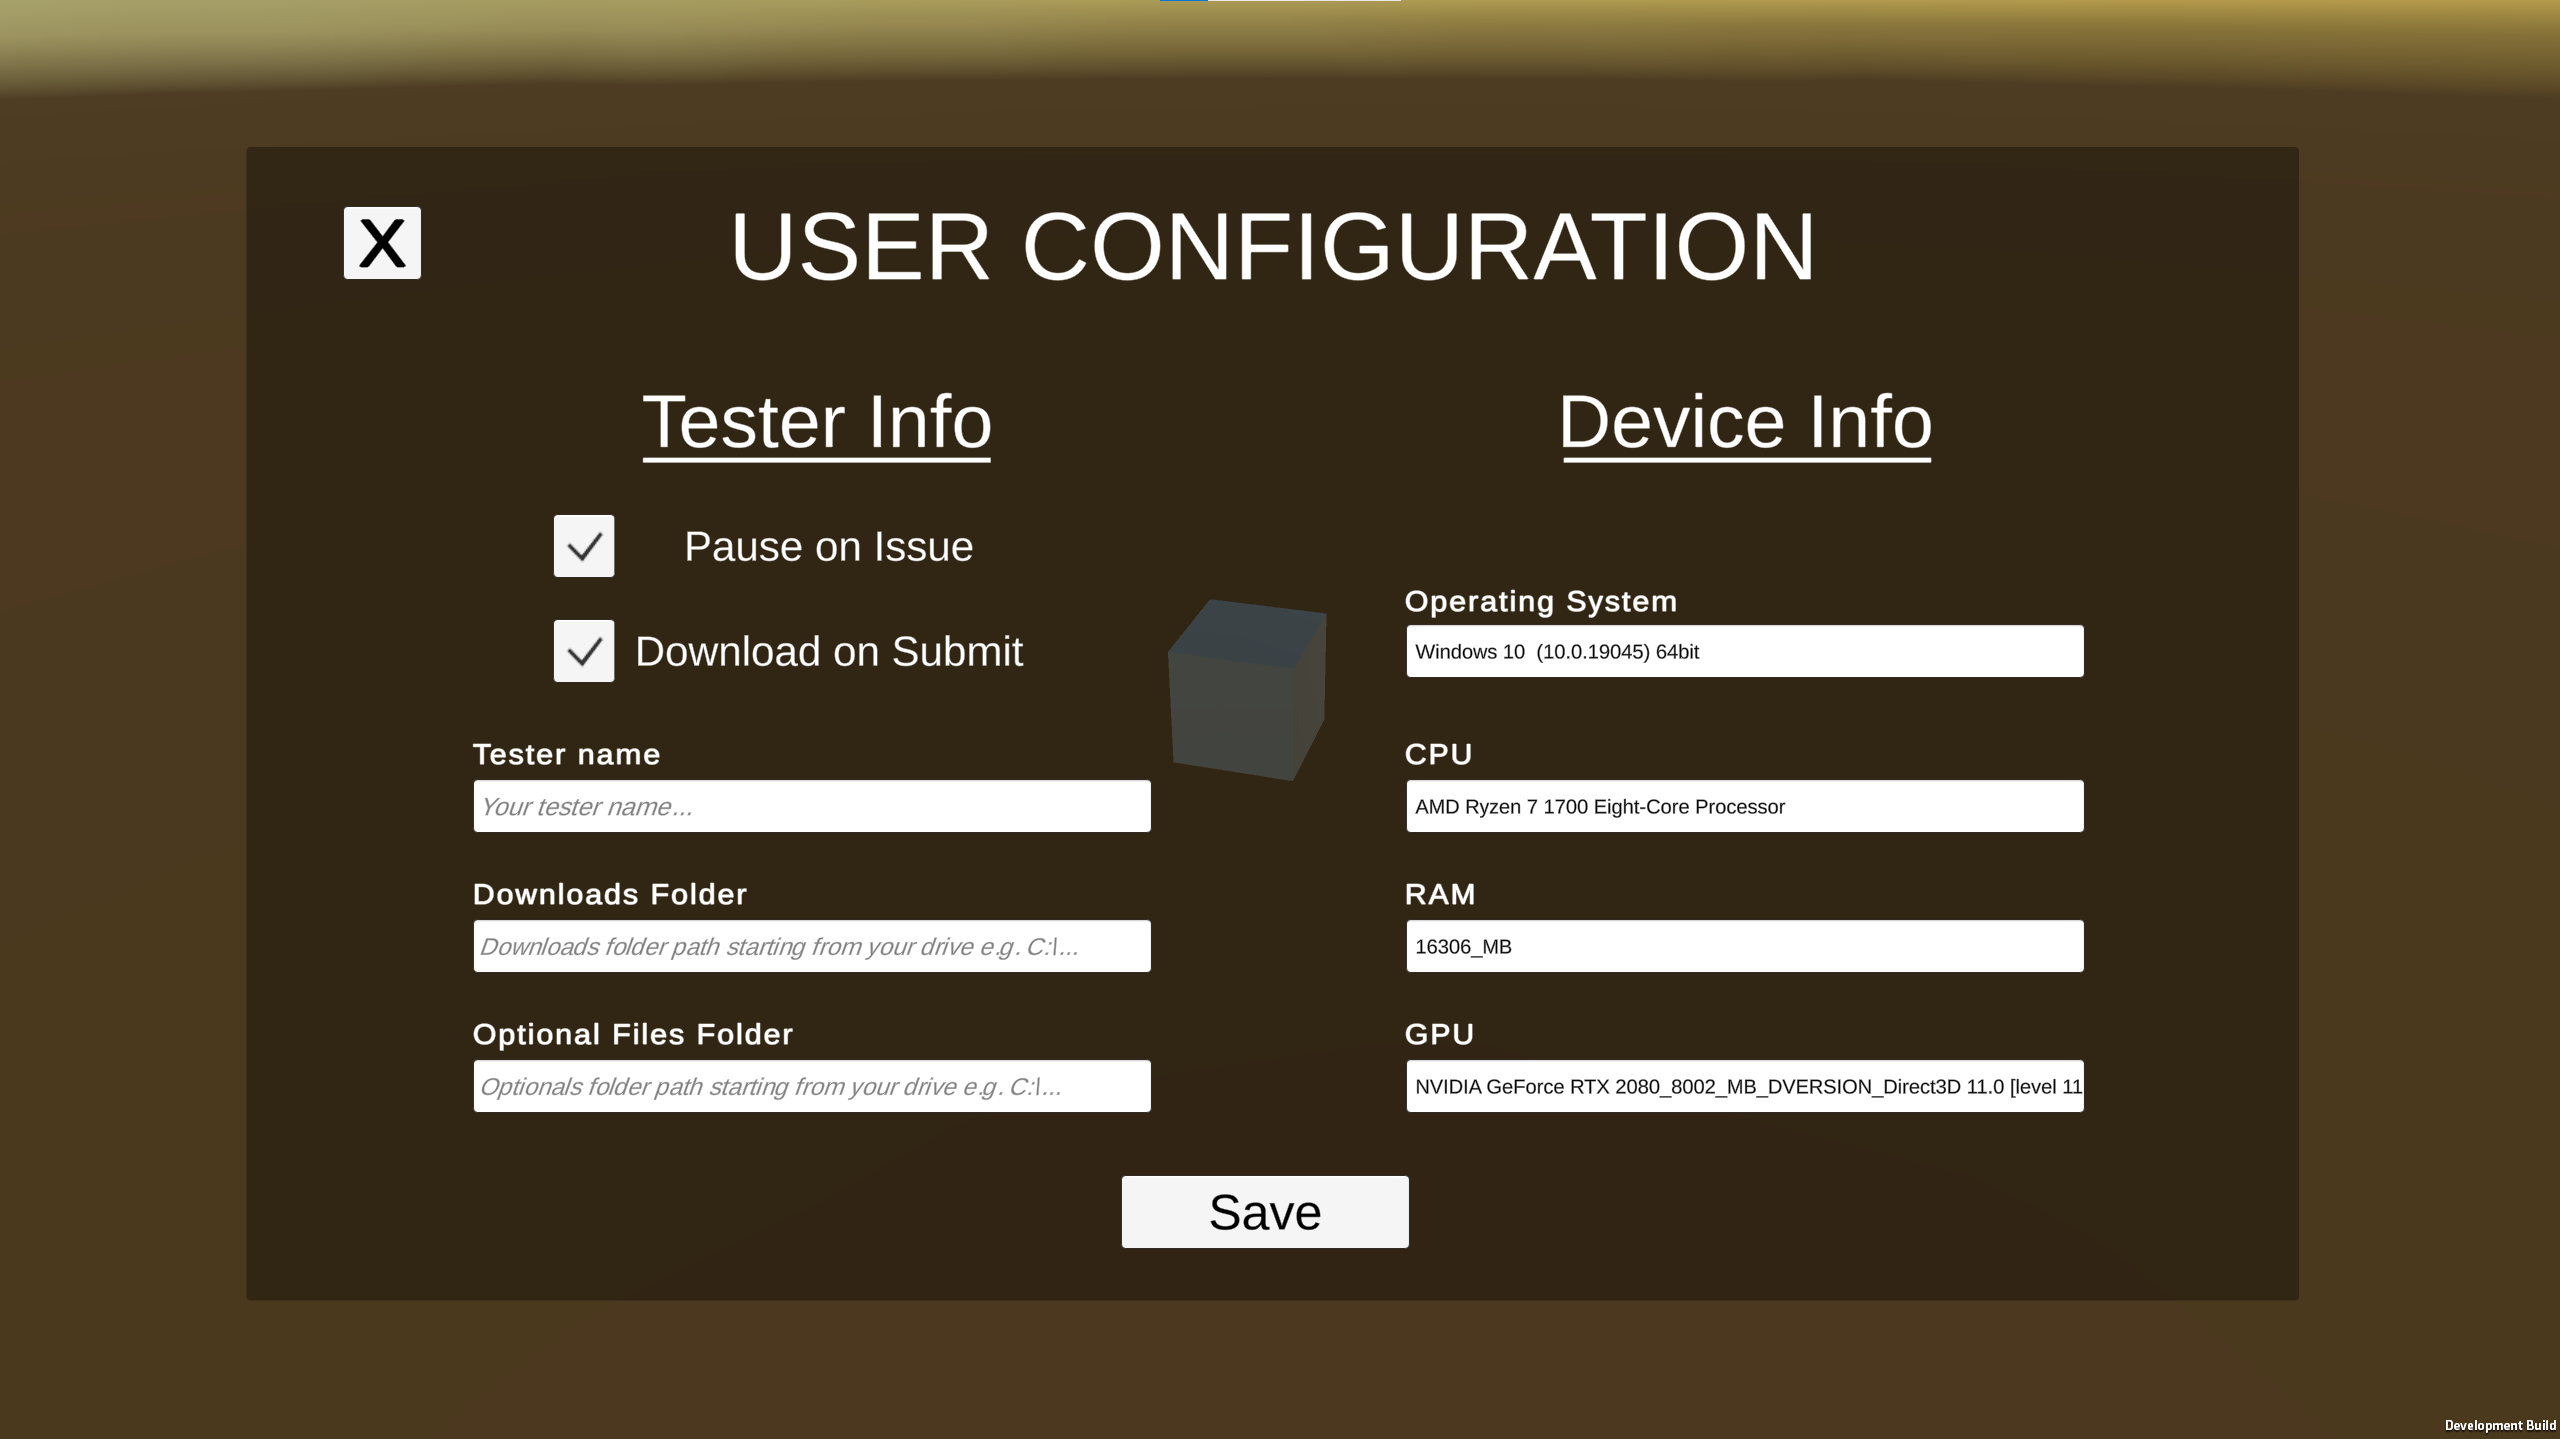 X
USER CONFIGURATION
Tester Info
Pause on Issue
Download on Submit
Tester name
Your tester name...
Downloads Folder
Downloads folder path starting from your drive e.g. C:\...
Optional Files Folder
Optionals folder path starting from your drive e.g. C:\...
Device Info
Operating System
Windows 10  (10.0.19045) 64bit
CPU
AMD Ryzen 7 1700 Eight-Core Processor
RAM
16306_MB
GPU
NVIDIA GeForce RTX 2080_8002_MB_DVERSION_Direct3D 11.0 [level 11
Save
Development Build